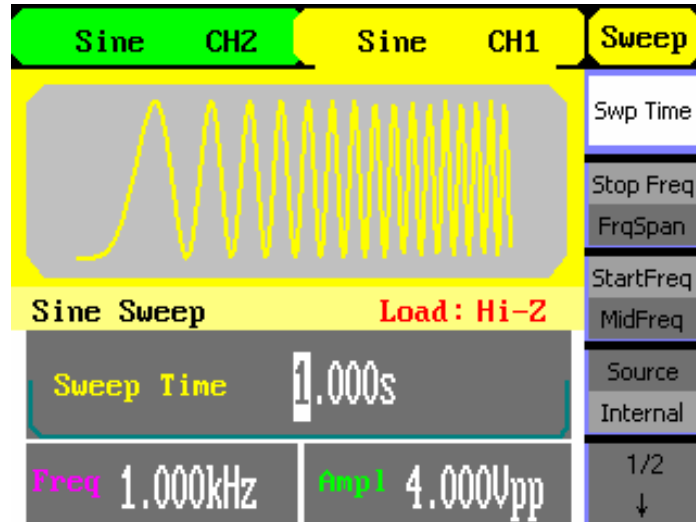 Sine CH2 Sine CH1 Sweep
Swp Time
Stop Freq
FrqSpan
StartFreq
MidFreq
Source
Internal
1/2
↓
Sine Sweep Load: Hi-Z
Sweep Time 1.000s
Freq 1.000kHz Ampl 4.000Vpp